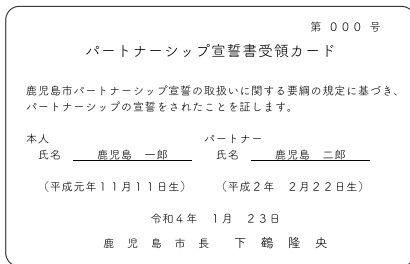 第 ０００ 号
パートナーシップ宣誓書受領カード
鹿児島市パートナーシップ宣誓の取扱いに関する要綱の規定に基づき、
パートナーシップの宣誓をされたことを証します。
本人 パートナー
氏名 鹿児島 一郎 氏名 鹿児島 二郎
（平成元年１１月１１日生） （平成２年 ２月２２日生）
令和４年 １月 ２３日
鹿 児 島 市 長 下 鶴 隆 央